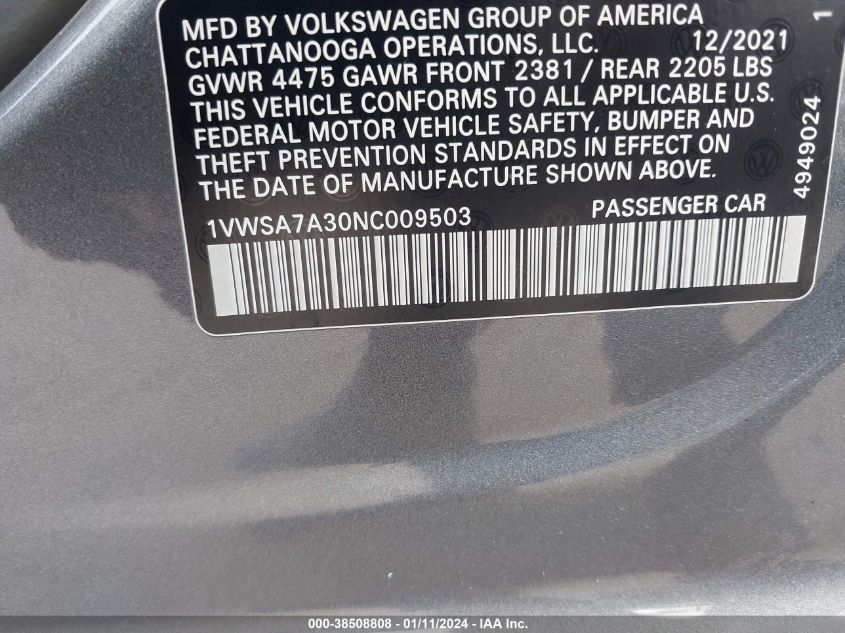 MFD BY VOLKSWAGEN GROUP OF AMERICA 1
CHATTANOOGA OPERATIONS, LLC. 12/2021
GVWR 4475 GAWR FRONT 2381 / REAR 2205 LBS
THIS VEHICLE CONFORMS TO ALL APPLICABLE U.S.
FEDERAL MOTOR VEHICLE SAFETY, BUMPER AND
THEFT PREVENTION STANDARDS IN EFFECT ON
THE DATE OF MANUFACTURE SHOWN ABOVE.
4949024
1VWSA7A30NC009503 PASSENGER CAR
000-38508808 - 01/11/2024 - IAA Inc.